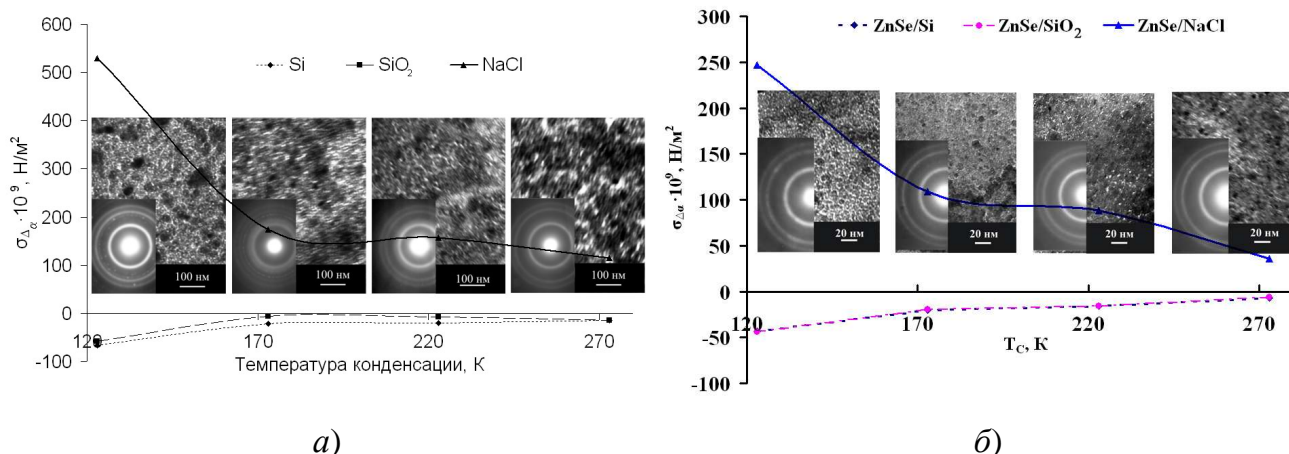 600
500
400
300
200
100
0
-100
σΔα·10⁹, Н/м²
Si SiO₂ NaCl
100 нм 100 нм 100 нм 100 нм
120 170 220 270
Температура конденсации, К
а)
300
250
200
150
100
50
0
-50
-100
σΔα·10⁹, Н/м²
ZnSe/Si ZnSe/SiO₂ ZnSe/NaCl
20 нм 20 нм 20 нм 20 нм
120 170 220 270
T_C, К
б)